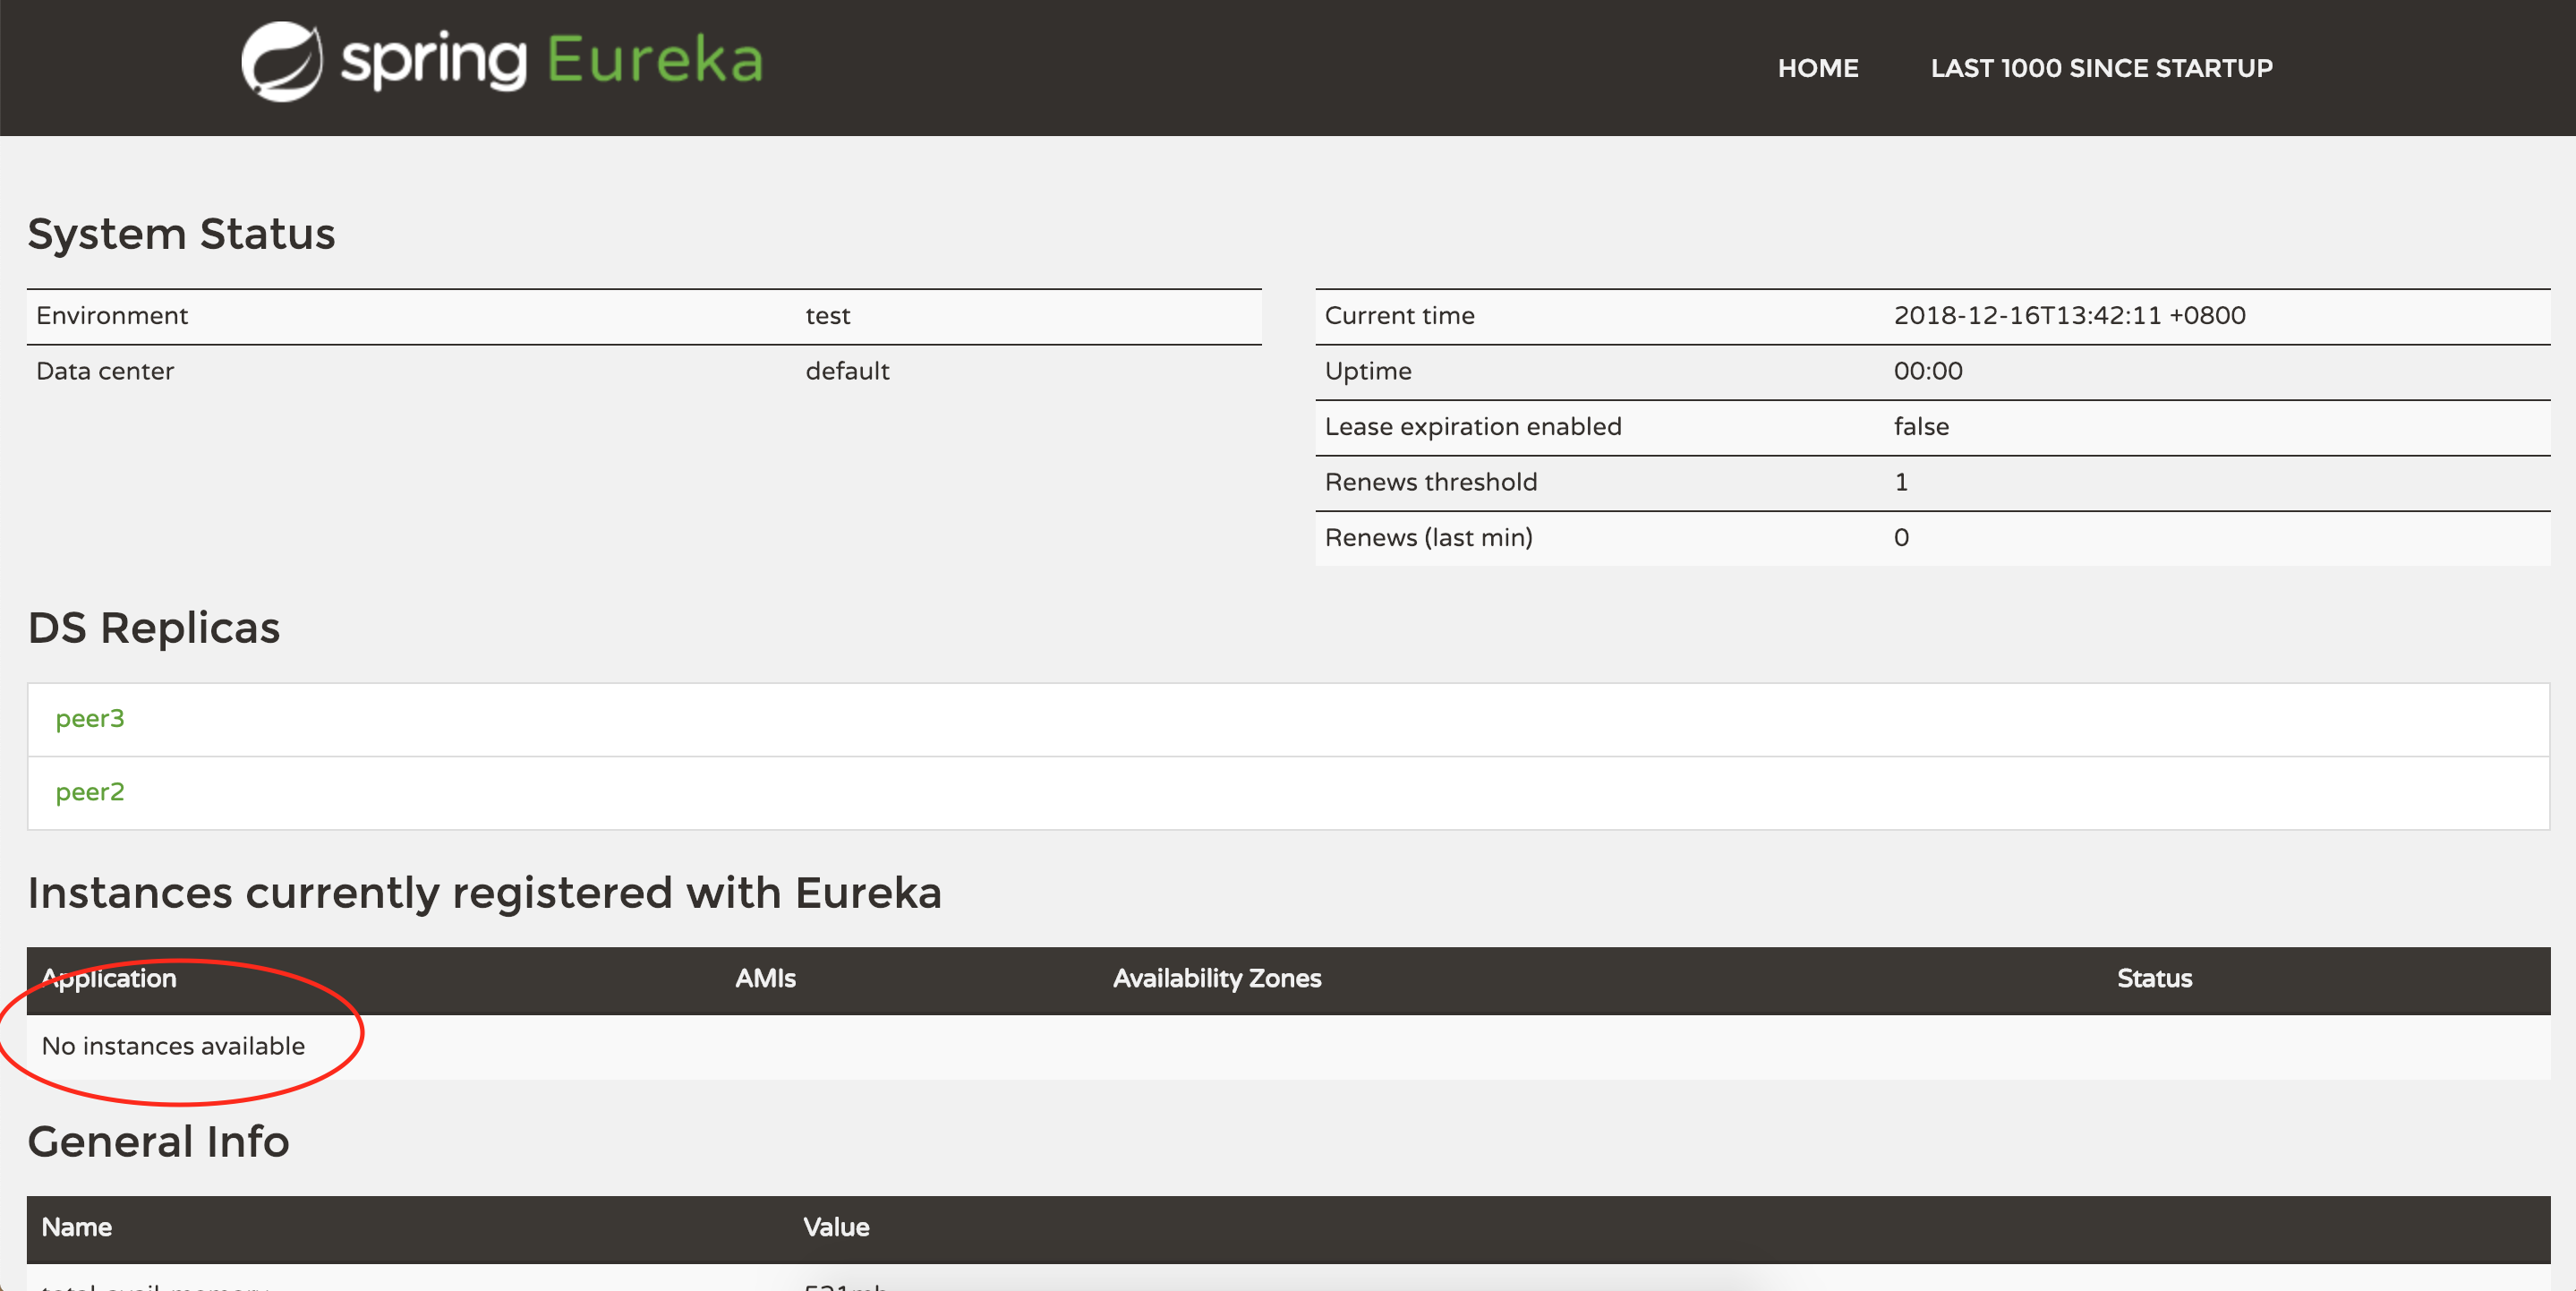 spring Eureka
HOME LAST 1000 SINCE STARTUP
System Status
Environment test
Data center default
Current time 2018-12-16T13:42:11 +0800
Uptime 00:00
Lease expiration enabled false
Renews threshold 1
Renews (last min) 0
DS Replicas
peer3
peer2
Instances currently registered with Eureka
Application AMIs Availability Zones Status
No instances available
General Info
Name Value